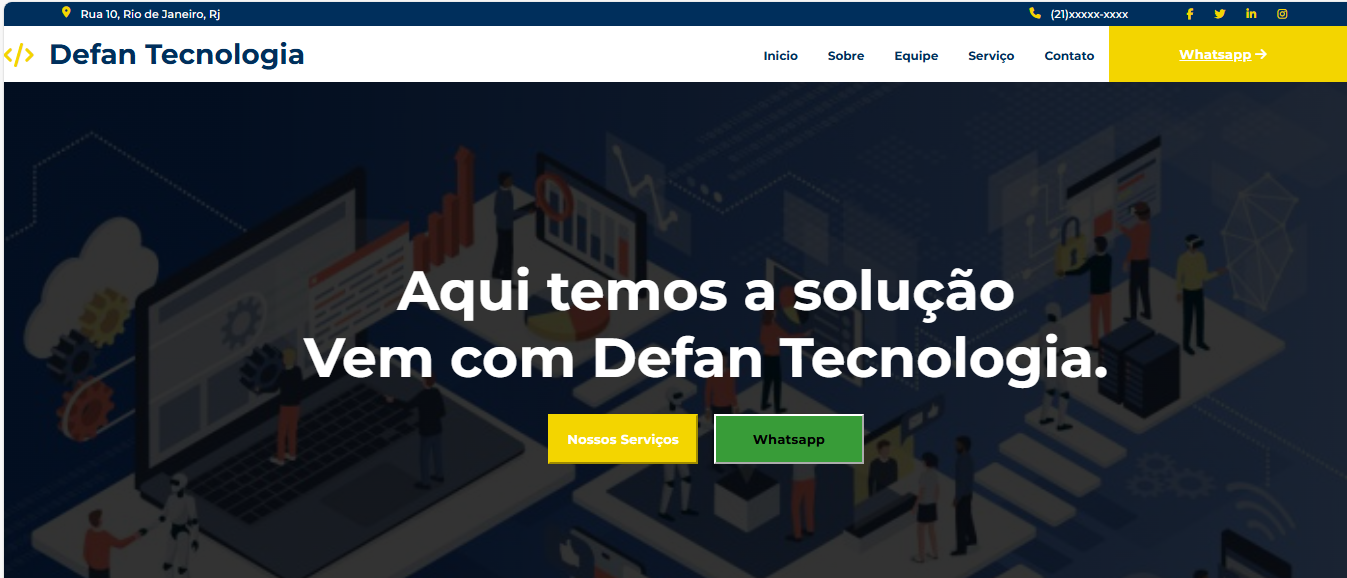 Rua 10, Rio de Janeiro, Rj (21)xxxxx-xxxx
</> Defan Tecnologia Inicio Sobre Equipe Serviço Contato Whatsapp →
Aqui temos a solução
Vem com Defan Tecnologia.
Nossos Serviços Whatsapp